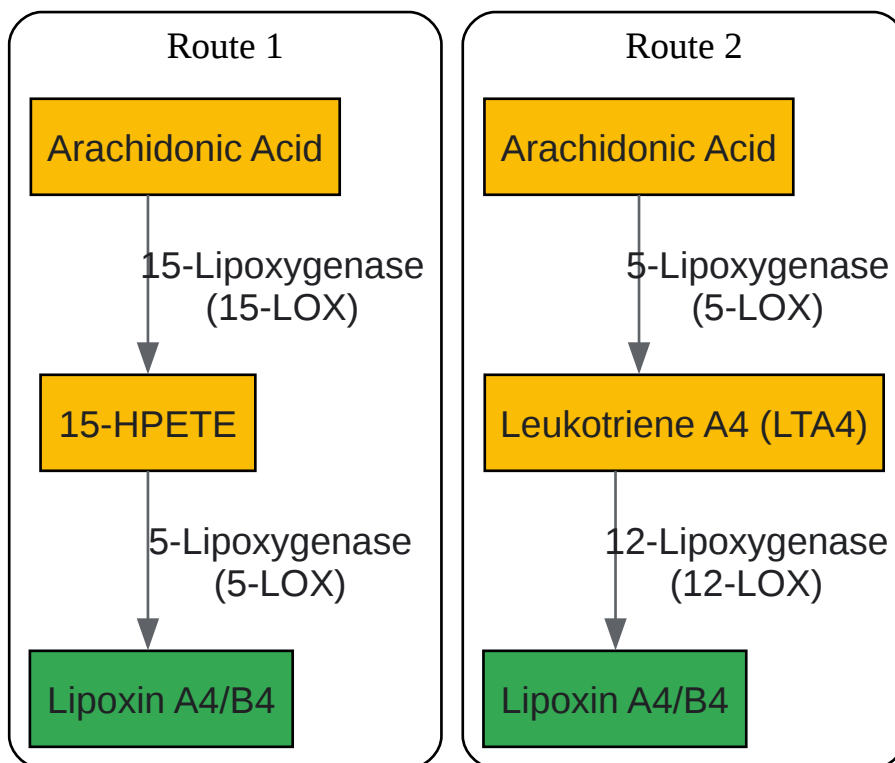 Route 1
Arachidonic Acid
15-Lipoxygenase
(15-LOX)
15-HPETE
5-Lipoxygenase
(5-LOX)
Lipoxin A4/B4
Route 2
Arachidonic Acid
5-Lipoxygenase
(5-LOX)
Leukotriene A4 (LTA4)
12-Lipoxygenase
(12-LOX)
Lipoxin A4/B4